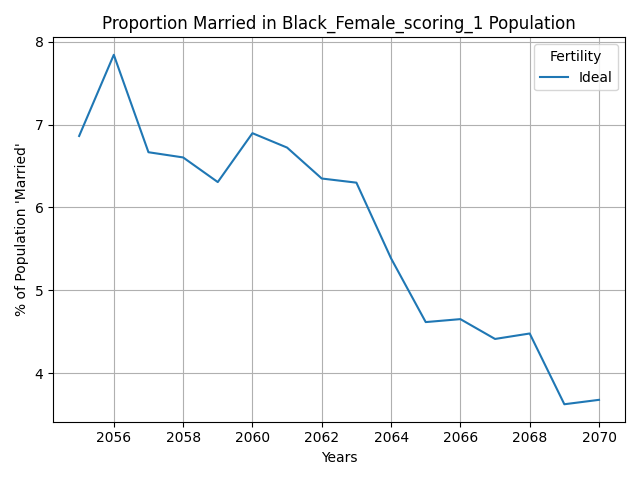 Proportion Married in Black_Female_scoring_1 Population
% of Population 'Married'
8
7
6
5
4
Fertility
Ideal
2056 2058 2060 2062 2064 2066 2068 2070
Years